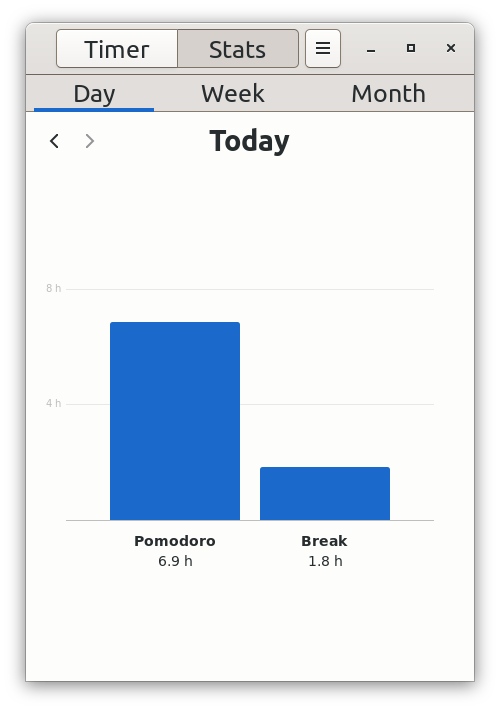 Timer Stats
Day Week Month
Today
8 h
4 h
Pomodoro Break
6.9 h 1.8 h